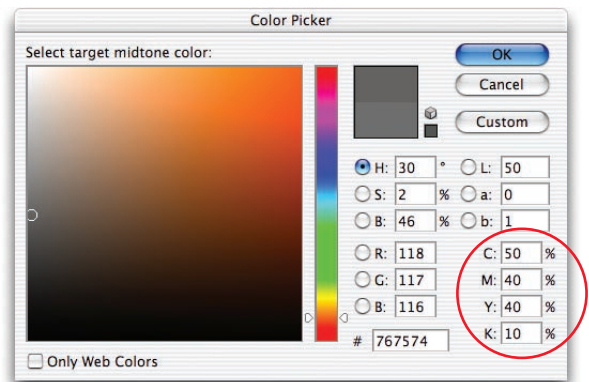 Color Picker
Select target midtone color:
OK
Cancel
Custom
H: 30 ° L: 50
S: 2 % a: 0
B: 46 % b: 1
R: 118 C: 50 %
G: 117 M: 40 %
B: 116 Y: 40 %
# 767574 K: 10 %
Only Web Colors